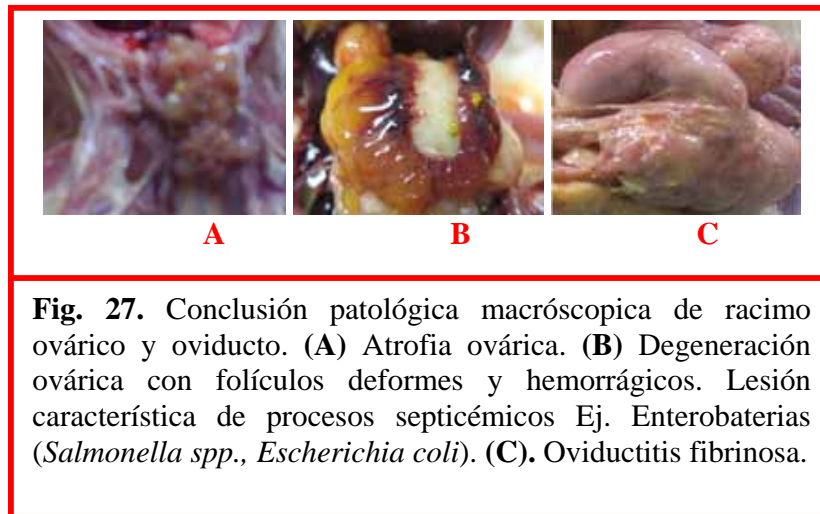 A B C
Fig. 27. Conclusión patológica macróscopica de racimo
ovárico y oviducto. (A) Atrofia ovárica. (B) Degeneración
ovárica con folículos deformes y hemorrágicos. Lesión
característica de procesos septicémicos Ej. Enterobaterias
(Salmonella spp., Escherichia coli). (C). Oviductitis fibrinosa.